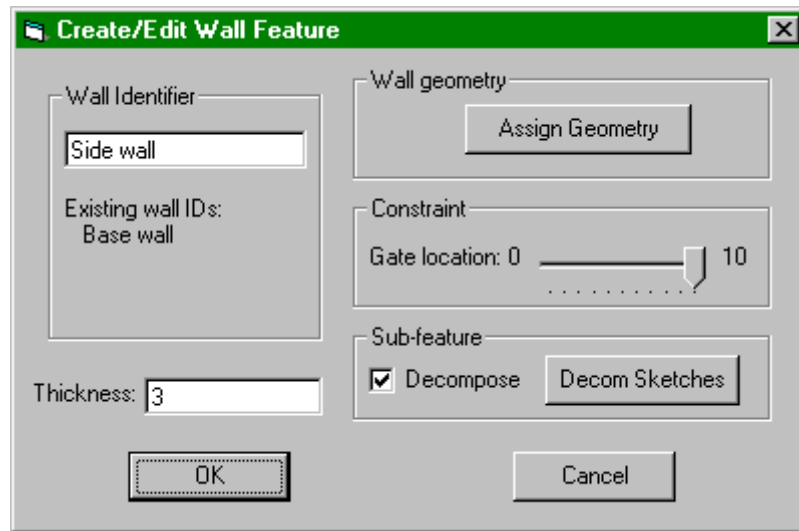 Create/Edit Wall Feature
Wall Identifier
Side wall
Existing wall IDs:
Base wall
Thickness: 3
Wall geometry
Assign Geometry
Constraint
Gate location: 0 10
Sub-feature
Decompose Decom Sketches
OK Cancel